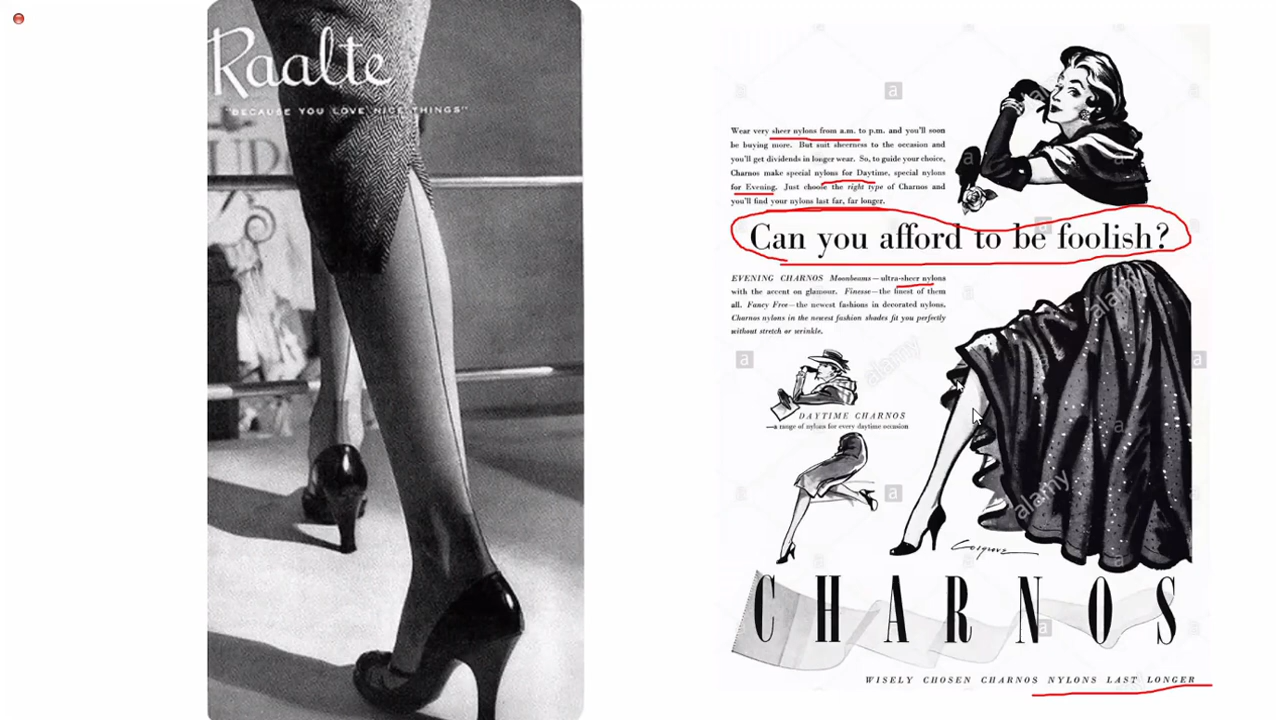 Raalte
"BECAUSE YOU LOVE NICE THINGS"
Wear very sheer nylons from a.m. to p.m. and you'll soon
be buying more. But suit sheerness to the occasion and
you'll get dividends in longer wear. So, to guide your choice,
Charnos make special nylons for Daytime, special nylons
for Evening. Just choose the right type of Charnos and
you'll find your nylons last far, far longer.
Can you afford to be foolish?
EVENING CHARNOS Moonbeams—ultra-sheer nylons
with the accent on glamour. Finesse—the finest of them
all. Fancy Free—the newest fashions in decorated nylons.
Charnos nylons in the newest fashion shades fit you perfectly
without stretch or wrinkle.
DAYTIME CHARNOS
—a range of nylons for every daytime occasion
Cosgrove
CHARNOS
WISELY CHOSEN CHARNOS NYLONS LAST LONGER
a
alamy
alamy
alamy